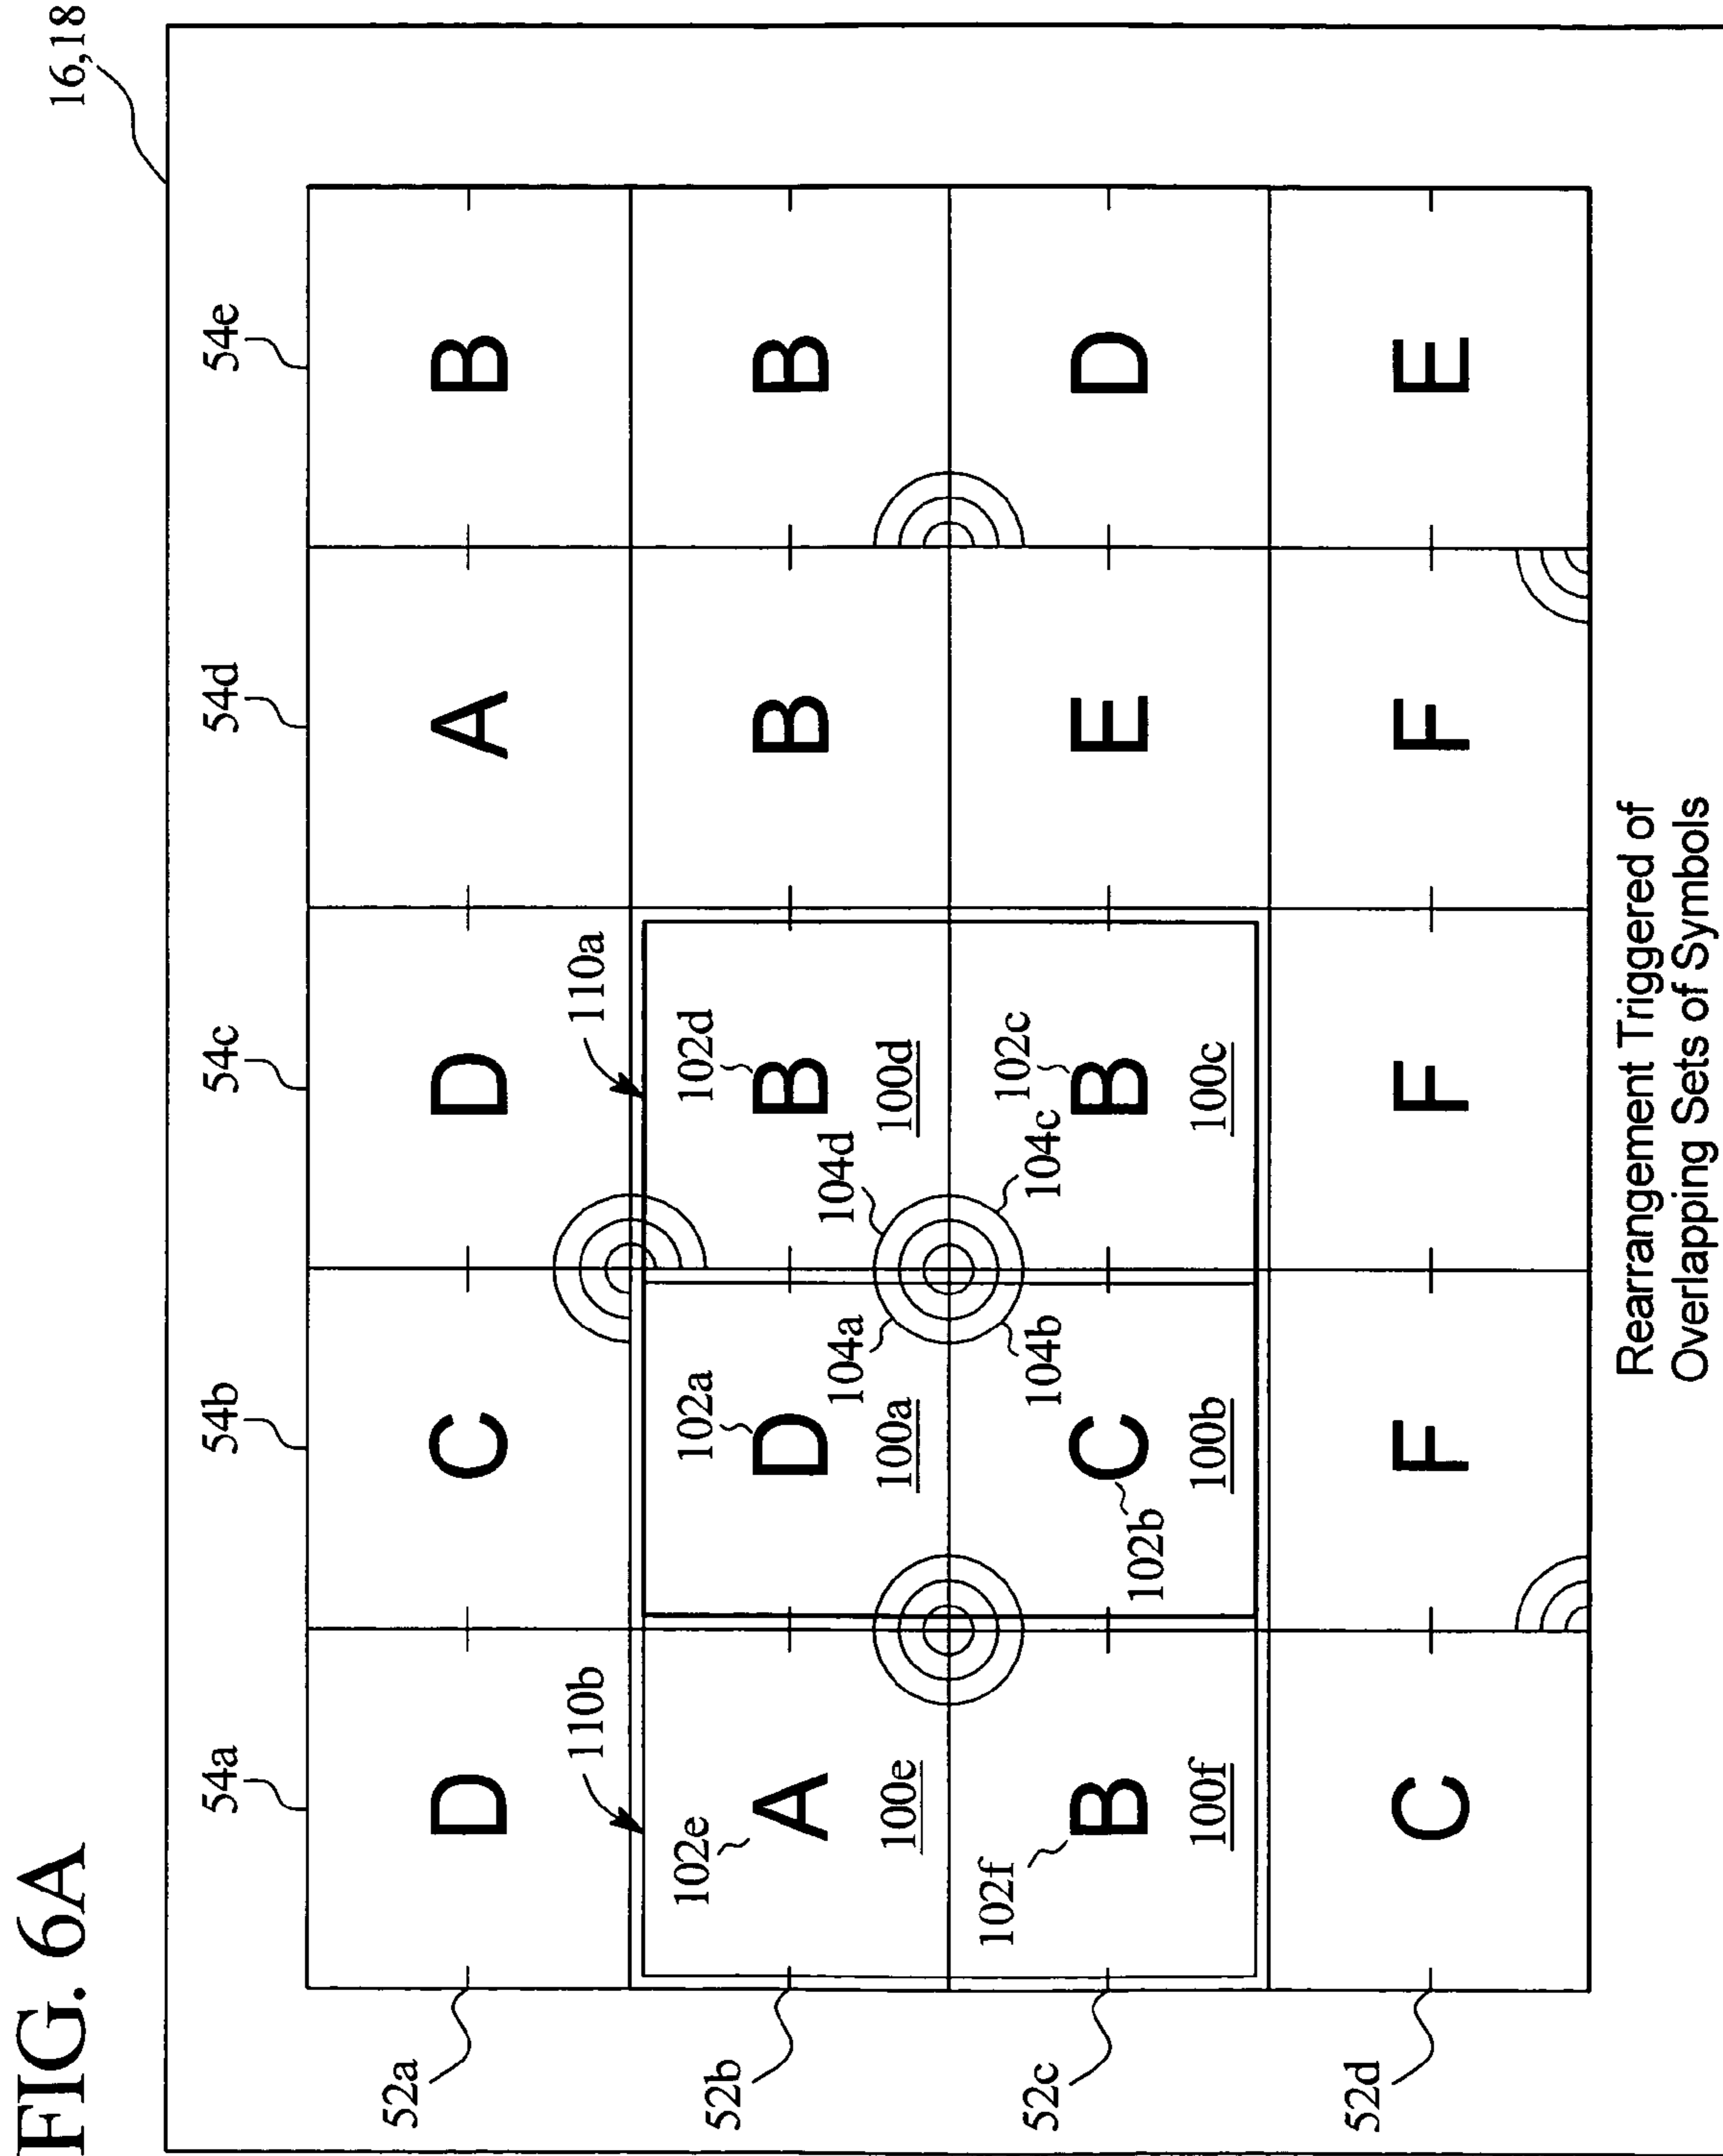 FIG. 6A
16,18
54a 54b 54c 54d 54e
52a D C D A B
110b 110a
102e 102a 102d
52b A D B B B
104a 104d
100e 100a 100d
102f 102b 104b 104c 102c
52c B C B E D
100f 100b 100c
52d C F F F E
Rearrangement Triggered of
Overlapping Sets of Symbols